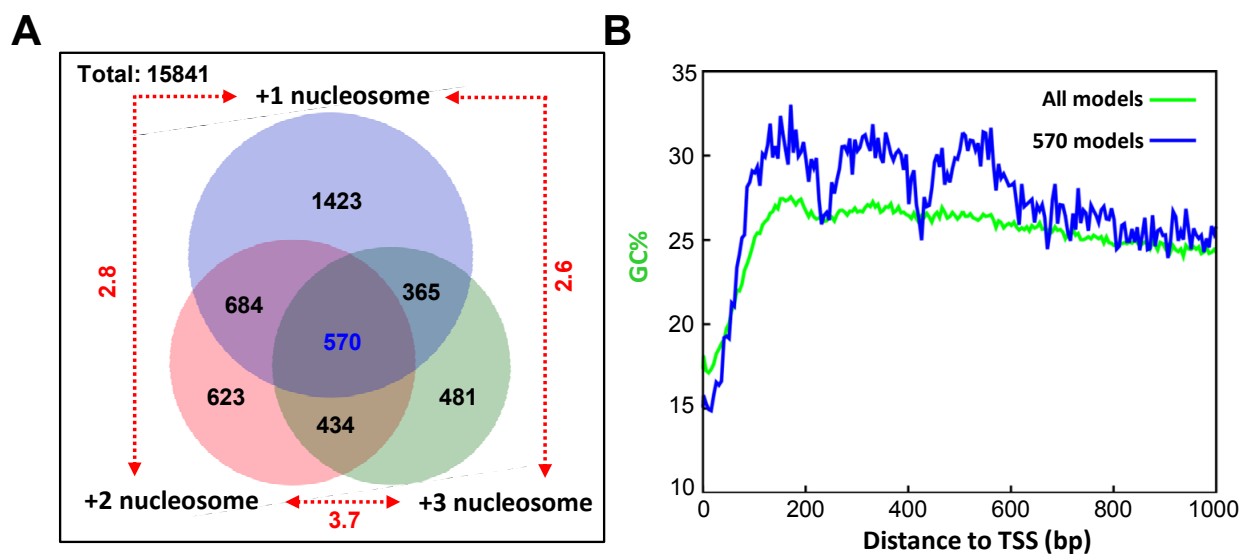 A
Total: 15841
+1 nucleosome
1423
684
365
570
623
434
481
2.8
2.6
+2 nucleosome
+3 nucleosome
3.7
B
35
30
25
20
15
10
GC%
All models
570 models
0 200 400 600 800 1000
Distance to TSS (bp)